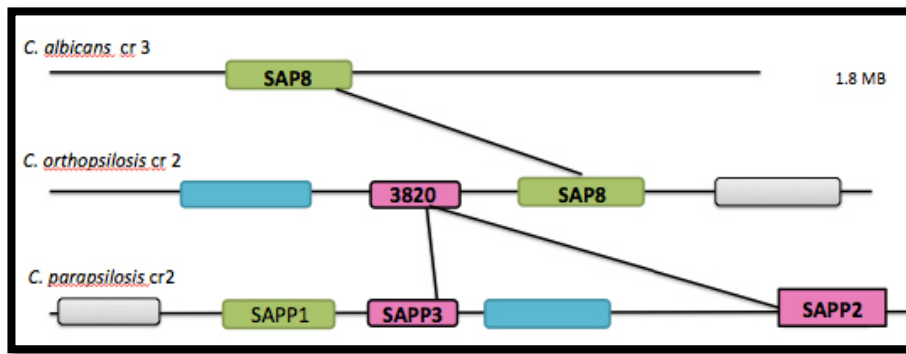 C. albicans cr 3
SAP8
1.8 MB
C. orthopsilosis cr 2
3820 SAP8
C. parapsilosis cr2
SAPP1 SAPP3 SAPP2